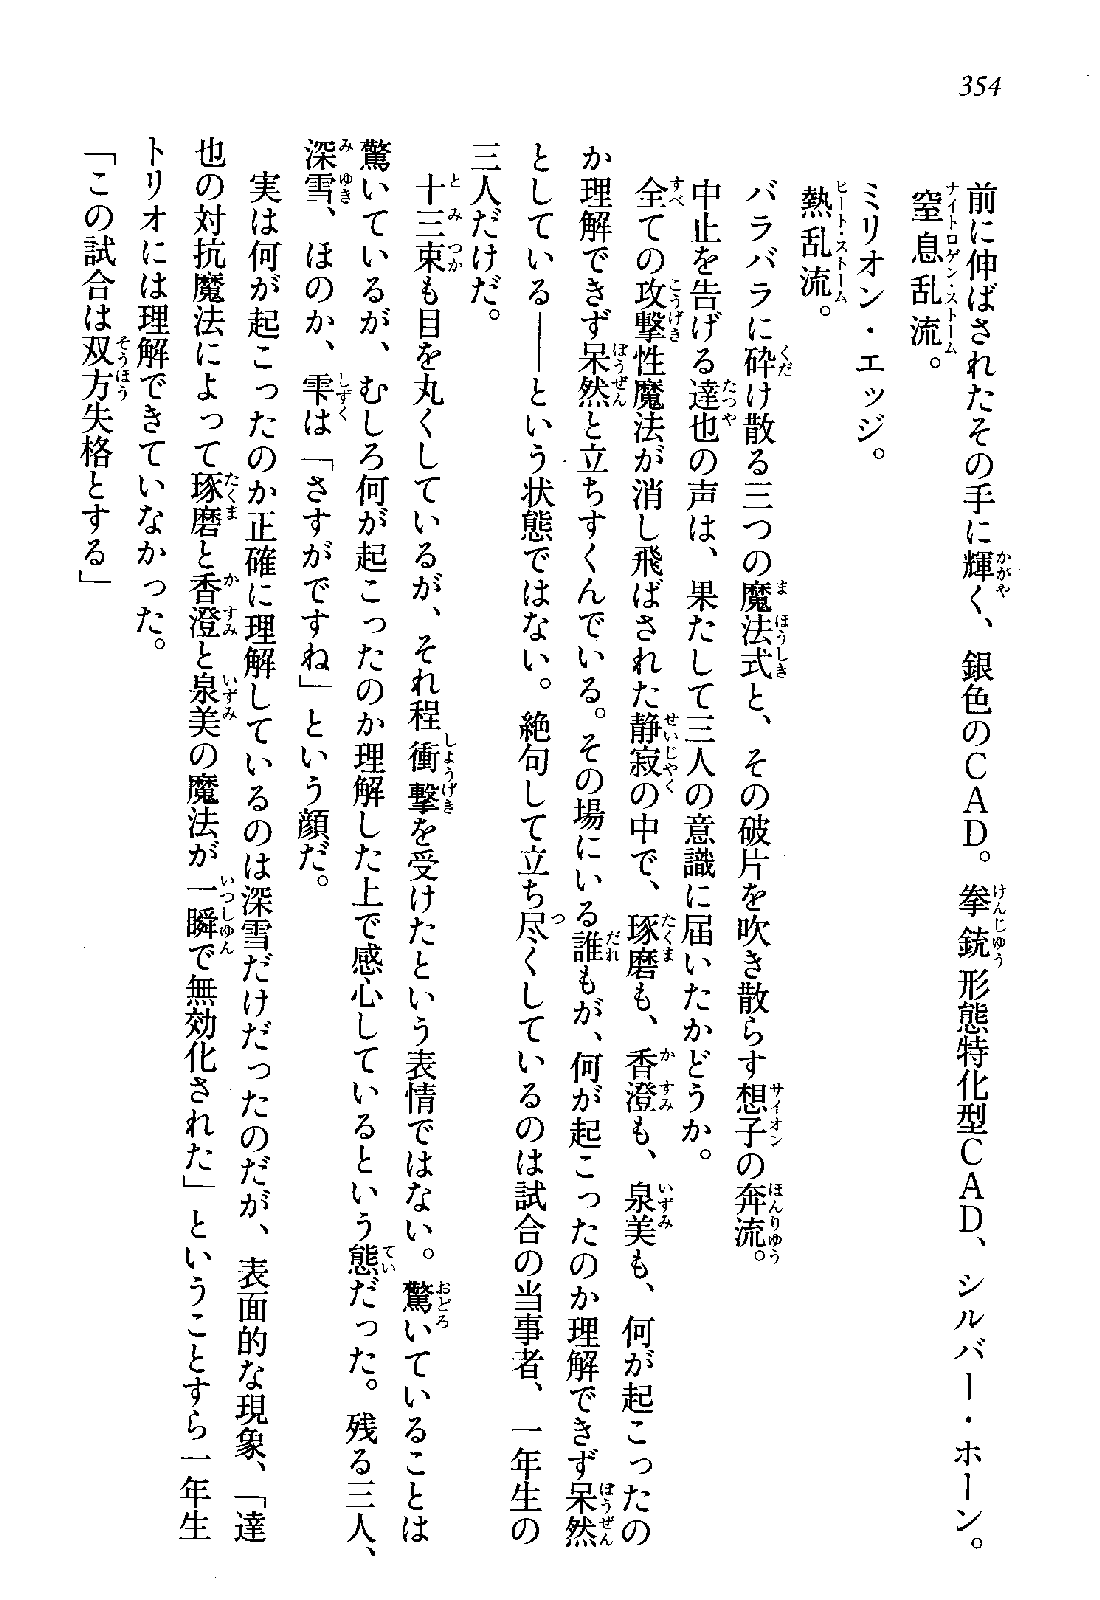 354
前に伸ばされたその手に輝く、銀色のCAD。拳銃形態特化型CAD、シルバー・ホーン。
窒息乱流。
ミリオン・エッジ。
熱乱流。
バラバラに砕け散る三つの魔法式と、その破片を吹き散らす想子の奔流。
中止を告げる達也の声は、果たして三人の意識に届いたかどうか。
全ての攻撃性魔法が消し飛ばされた静寂の中で、琢磨も、香澄も、泉美も、何が起こったの
か理解できず呆然と立ちすくんでいる。その場にいる誰もが、何が起こったのか理解できず呆然
としている――という状態ではない。絶句して立ち尽くしているのは試合の当事者、一年生の
三人だけだ。
十三束も目を丸くしているが、それ程衝撃を受けたという表情ではない。驚いていることは
驚いているが、むしろ何が起こったのか理解した上で感心しているという態だった。残る三人、
深雪、ほのか、雫は「さすがですね」という顔だ。
実は何が起こったのか正確に理解しているのは深雪だけだったのだが、表面的な現象、「達
也の対抗魔法によって琢磨と香澄と泉美の魔法が一瞬で無効化された」ということすら一年生
トリオには理解できていなかった。
「この試合は双方失格とする」